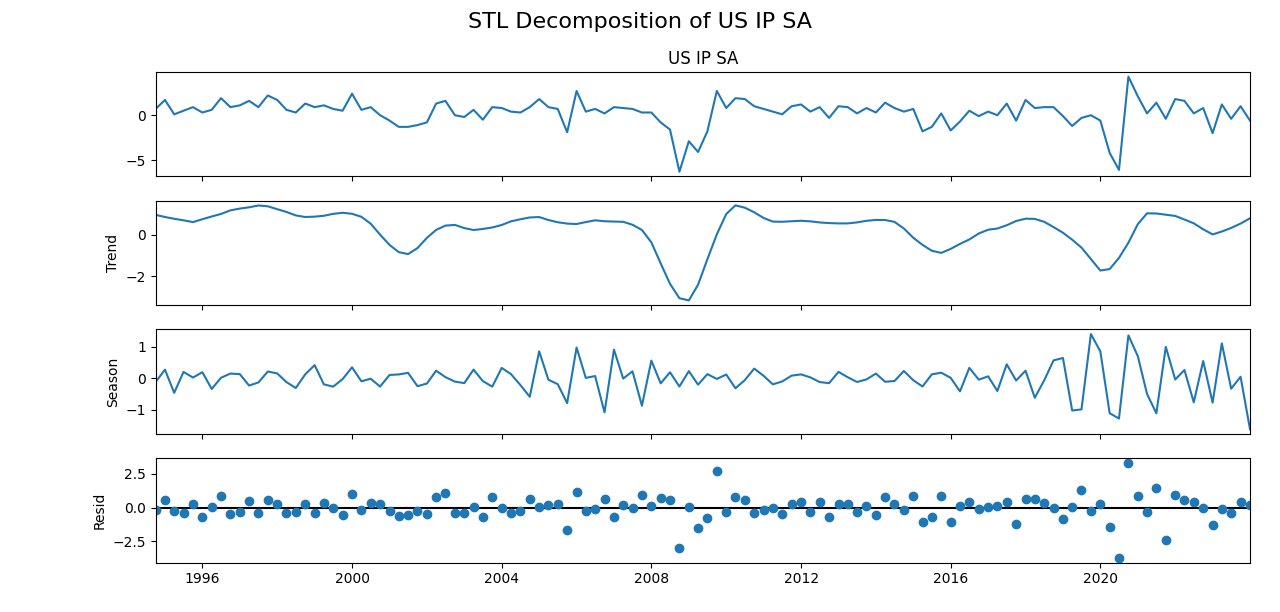 STL Decomposition of US IP SA
US IP SA
0
−5
Trend
0
−2
Season
1
0
−1
Resid
2.5
0.0
−2.5
1996 2000 2004 2008 2012 2016 2020